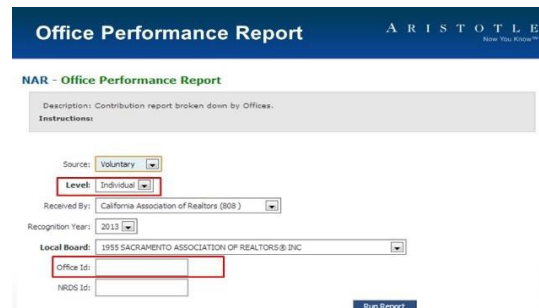 Office Performance Report
ARISTOTLE
Now You Know™
NAR - Office Performance Report
Description: Contribution report broken down by Offices.
Instructions:
Source: Voluntary
Level: Individual
Received By: California Association of Realtors (808 )
Recognition Year: 2013
Local Board: 1955 SACRAMENTO ASSOCIATION OF REALTORS® INC
Office Id:
NRDS Id:
Run Report